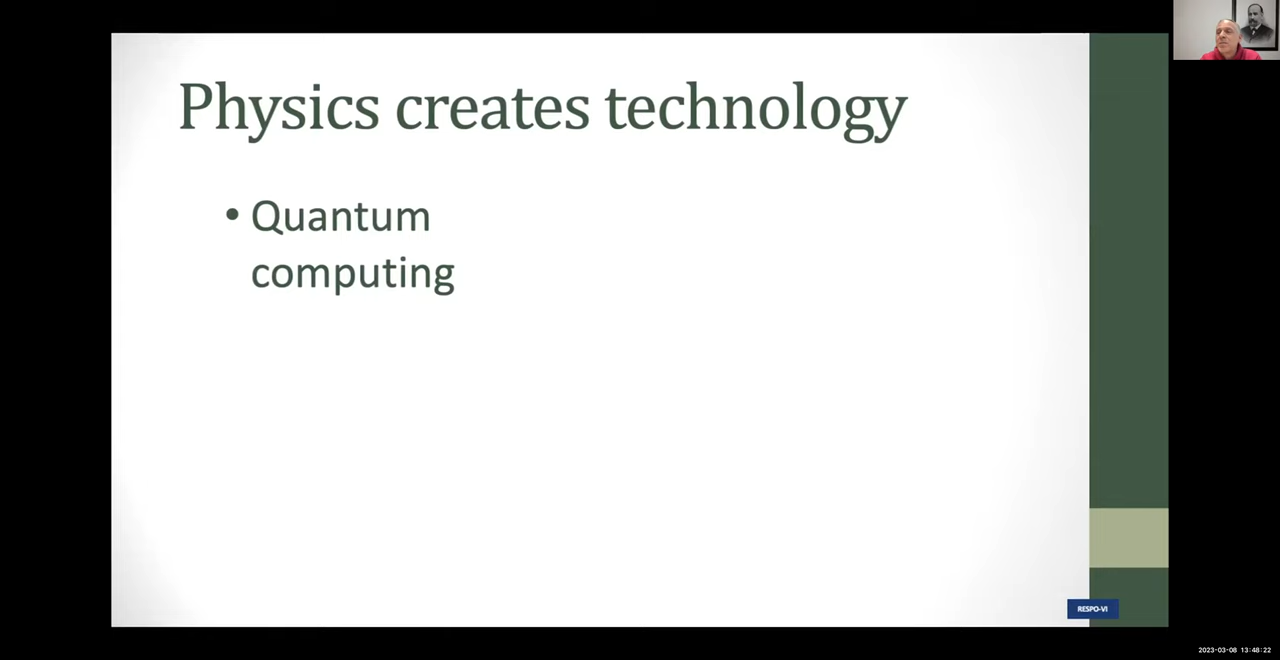 Physics creates technology
• Quantum
computing
RESPO-VI
2023-03-08 13:48:22